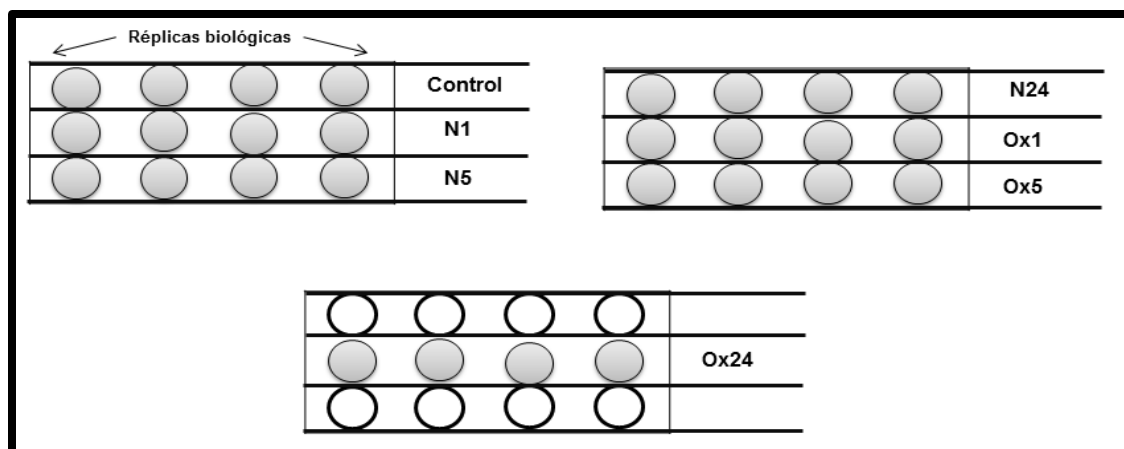 Réplicas biológicas
Control
N1
N5
N24
Ox1
Ox5
Ox24